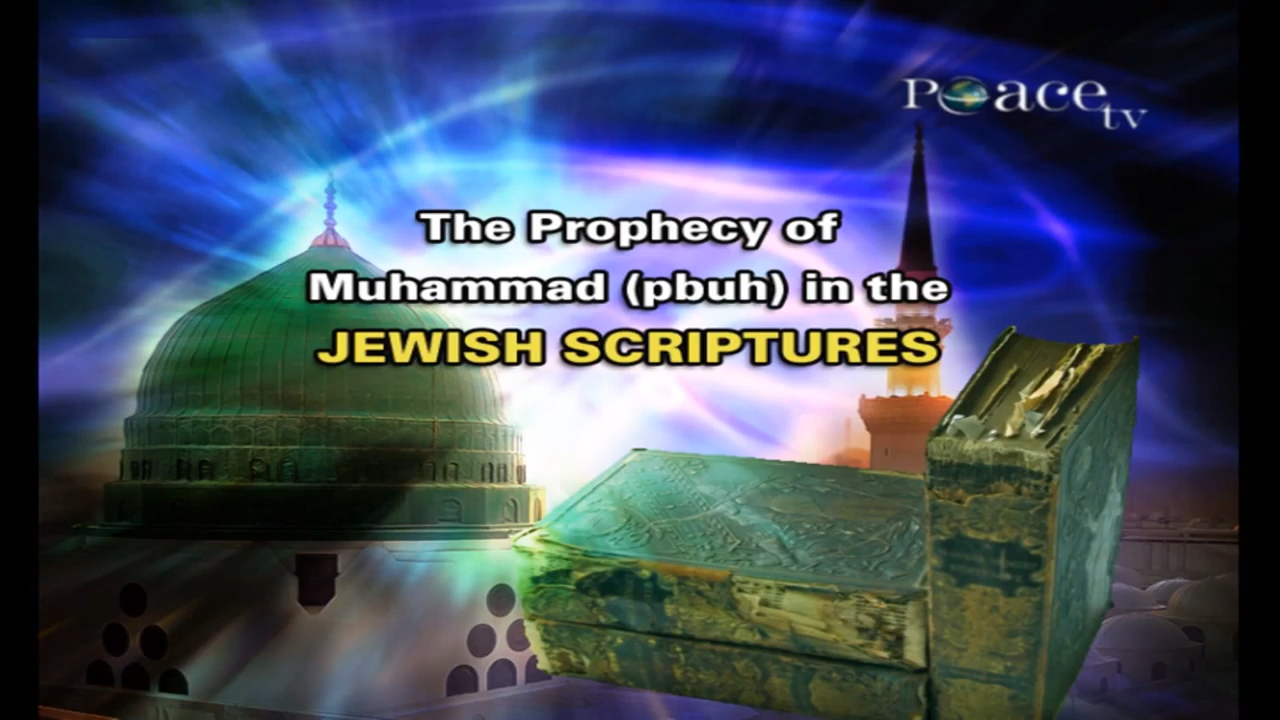 Peace tv
The Prophecy of
Muhammad (pbuh) in the
JEWISH SCRIPTURES